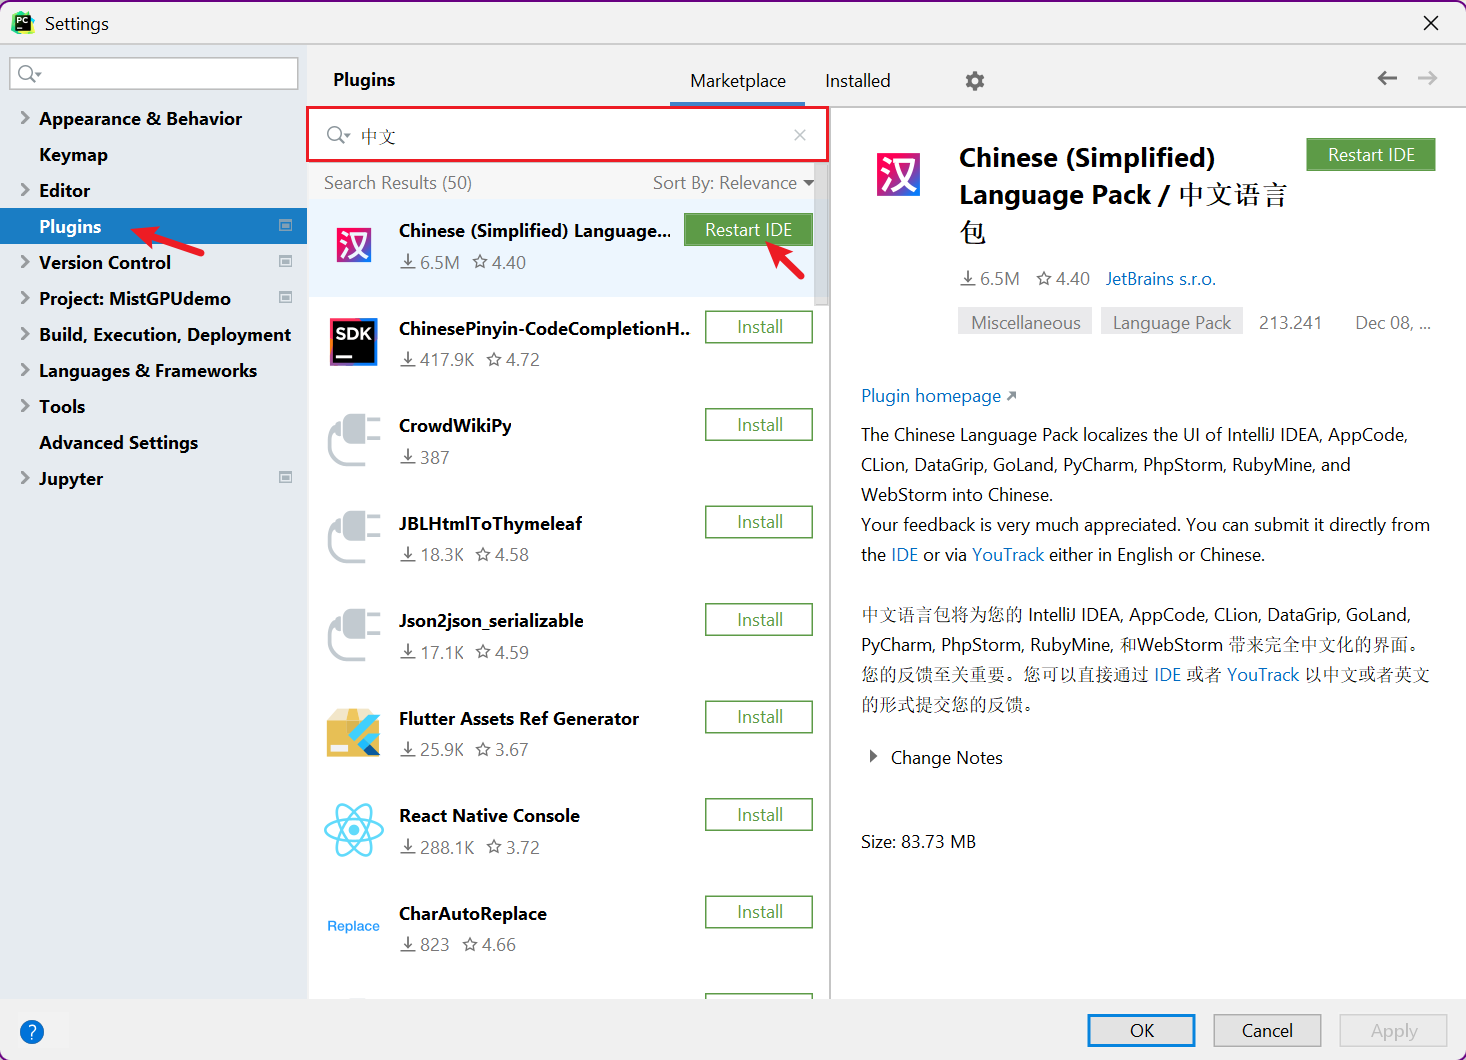 PC
Settings
Appearance & Behavior
Keymap
Editor
Plugins
Version Control
Project: MistGPUdemo
Build, Execution, Deployment
Languages & Frameworks
Tools
Advanced Settings
Jupyter
Plugins
Marketplace
Installed
中文
Search Results (50)
Sort By: Relevance
汉
Chinese (Simplified) Language...
Restart IDE
6.5M
4.40
SDK
ChinesePinyin-CodeCompletionH..
Install
417.9K
4.72
CrowdWikiPy
Install
387
JBLHtmlToThymeleaf
Install
18.3K
4.58
Json2json_serializable
Install
17.1K
4.59
Flutter Assets Ref Generator
Install
25.9K
3.67
React Native Console
Install
288.1K
3.72
Replace
CharAutoReplace
Install
823
4.66
汉
Chinese (Simplified)
Language Pack / 中文语言
包
Restart IDE
6.5M
4.40
JetBrains s.r.o.
Miscellaneous
Language Pack
213.241
Dec 08, ...
Plugin homepage
The Chinese Language Pack localizes the UI of IntelliJ IDEA, AppCode,
CLion, DataGrip, GoLand, PyCharm, PhpStorm, RubyMine, and
WebStorm into Chinese.
Your feedback is very much appreciated. You can submit it directly from
the IDE or via YouTrack either in English or Chinese.
中文语言包将为您的 IntelliJ IDEA, AppCode, CLion, DataGrip, GoLand,
PyCharm, PhpStorm, RubyMine, 和WebStorm 带来完全中文化的界面。
您的反馈至关重要。您可以直接通过 IDE 或者 YouTrack 以中文或者英文
的形式提交您的反馈。
Change Notes
Size: 83.73 MB
?
OK
Cancel
Apply